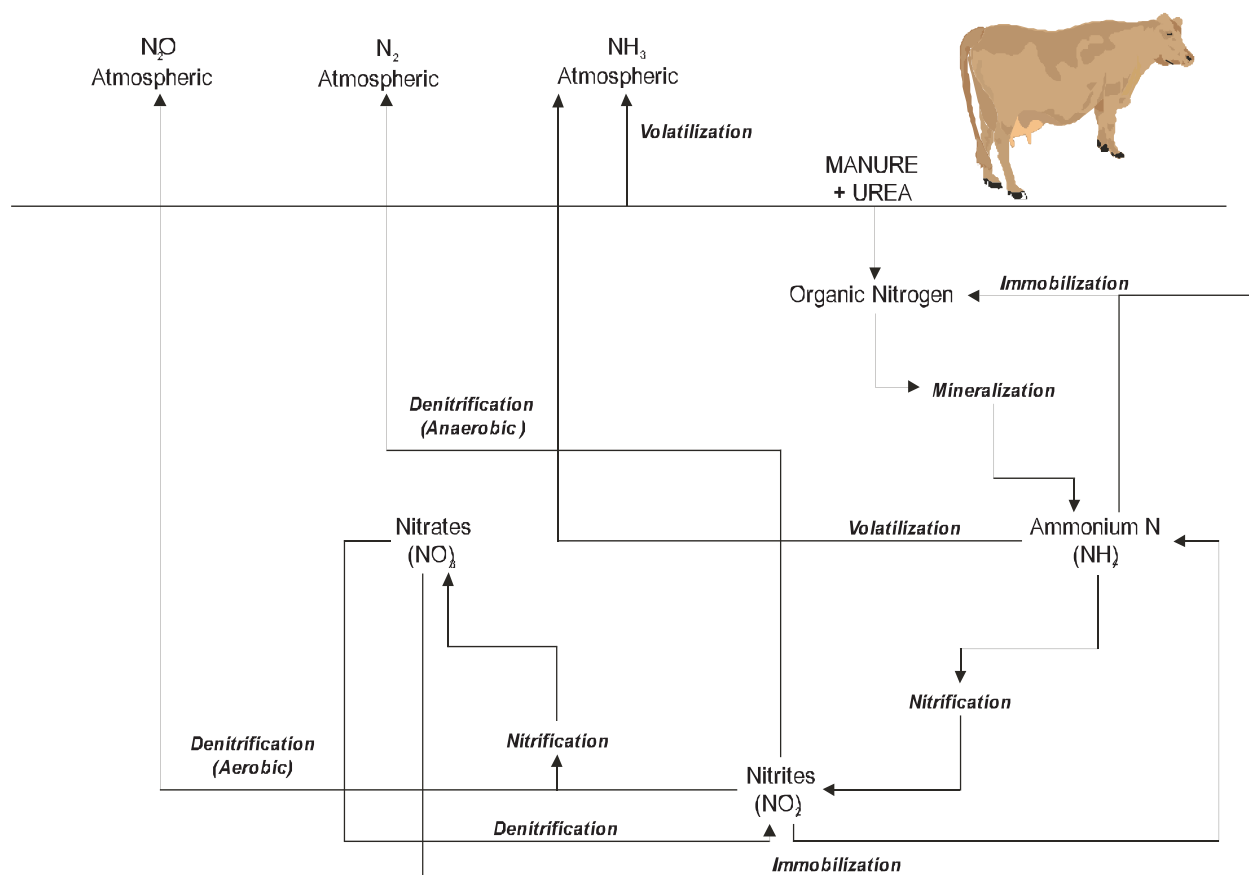 N₂O
Atmospheric
N₂
Atmospheric
NH₃
Atmospheric
Volatilization
MANURE
+ UREA
Organic Nitrogen
Immobilization
Mineralization
Denitrification
(Anaerobic)
Nitrates
(NO₃)
Volatilization
Ammonium N
(NH₄)
Nitrification
Denitrification
(Aerobic)
Nitrification
Nitrites
(NO₂)
Denitrification
Immobilization